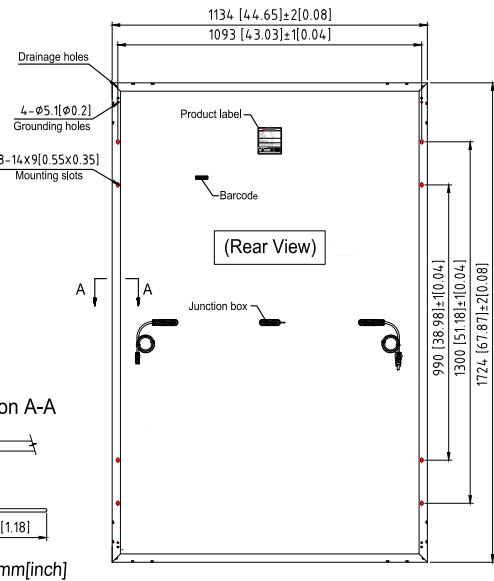 1134 [44.65]±2[0.08]
1093 [43.03]±1[0.04]
Drainage holes
4-Φ5.1[Φ0.2]
Grounding holes
8-14x9[0.55x0.35]
Mounting slots
Product label
Barcode
(Rear View)
A
A
Junction box
990 [38.98]±1[0.04]
1300 [51.18]±1[0.04]
1724 [67.87]±2[0.08]
on A-A
[1.18]
mm[inch]